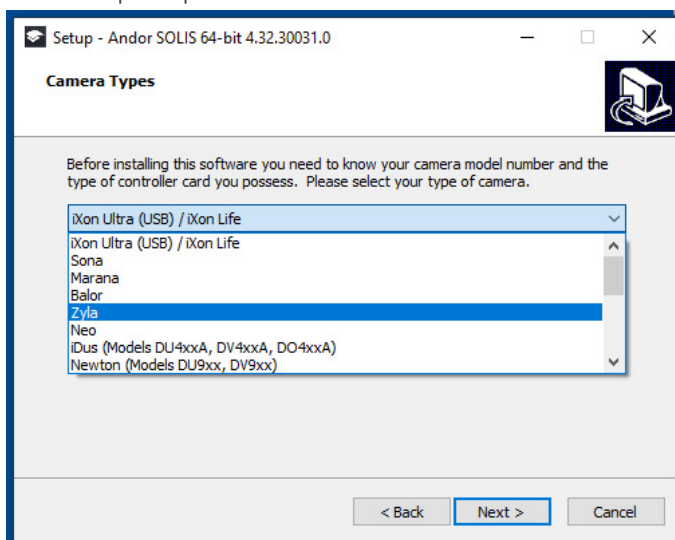 Setup - Andor SOLIS 64-bit 4.32.30031.0
Camera Types
Before installing this software you need to know your camera model number and the
type of controller card you possess. Please select your type of camera.
iXon Ultra (USB) / iXon Life
iXon Ultra (USB) / iXon Life
Sona
Marana
Balor
Zyla
Neo
iDus (Models DU4xxA, DV4xxA, DO4xxA)
Newton (Models DU9xx, DV9xx)
< Back Next > Cancel